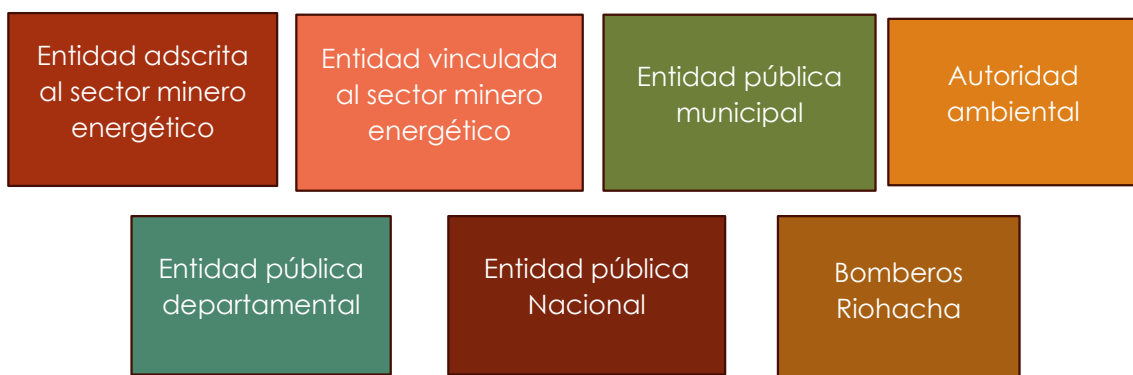 Entidad adscrita
al sector minero
energético
Entidad vinculada
al sector minero
energético
Entidad pública
municipal
Autoridad
ambiental
Entidad pública
departamental
Entidad pública
Nacional
Bomberos
Riohacha